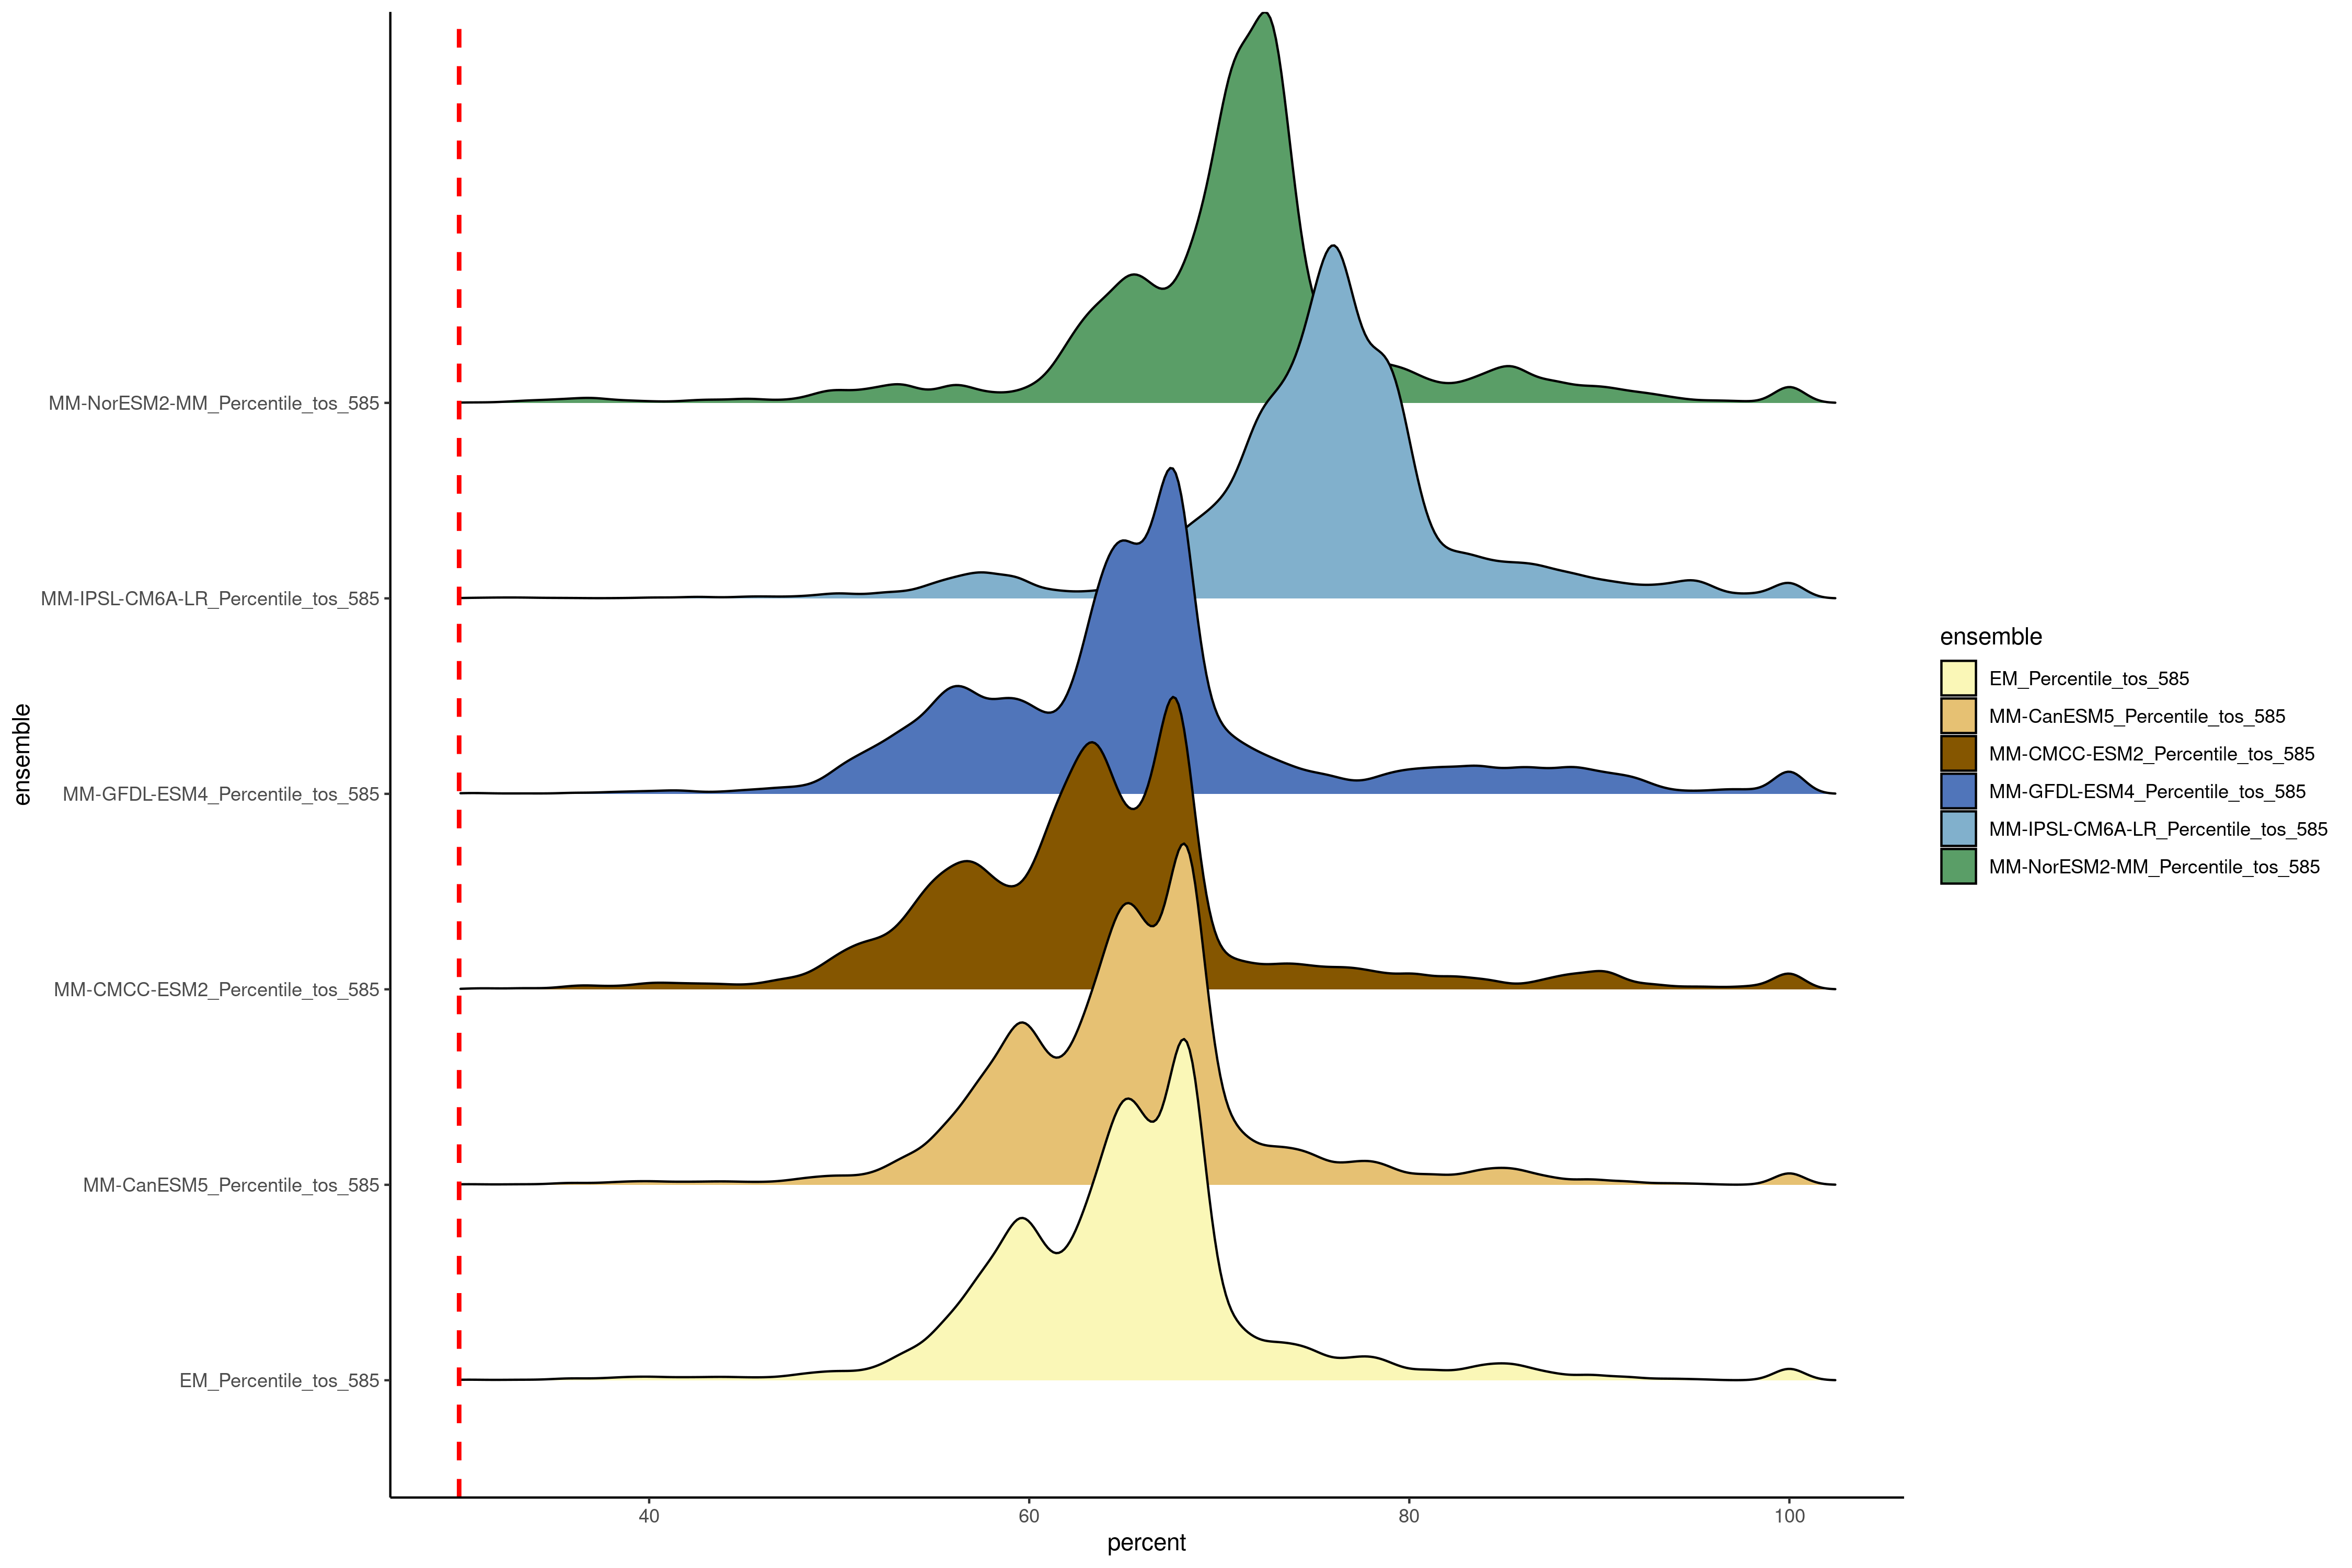 ensemble
MM-NorESM2-MM_Percentile_tos_585
MM-IPSL-CM6A-LR_Percentile_tos_585
MM-GFDL-ESM4_Percentile_tos_585
MM-CMCC-ESM2_Percentile_tos_585
MM-CanESM5_Percentile_tos_585
EM_Percentile_tos_585
40 60 80 100
percent
ensemble
EM_Percentile_tos_585
MM-CanESM5_Percentile_tos_585
MM-CMCC-ESM2_Percentile_tos_585
MM-GFDL-ESM4_Percentile_tos_585
MM-IPSL-CM6A-LR_Percentile_tos_585
MM-NorESM2-MM_Percentile_tos_585